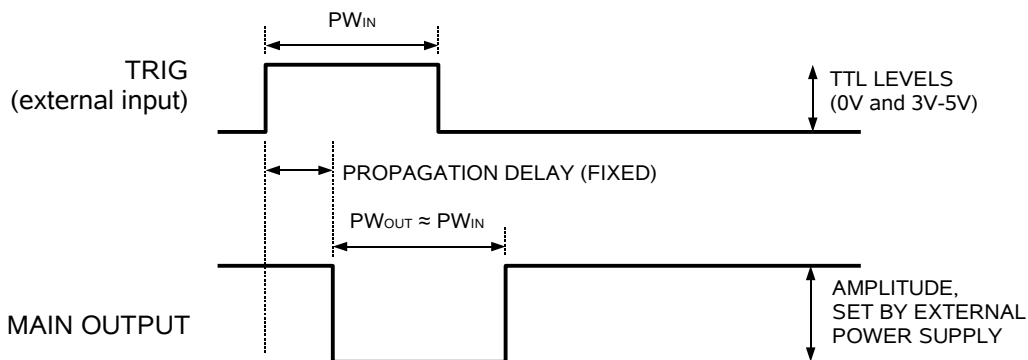 PWIN
TRIG
(external input)
TTL LEVELS
(0V and 3V-5V)
PROPAGATION DELAY (FIXED)
PWOUT ≈ PWIN
MAIN OUTPUT
AMPLITUDE,
SET BY EXTERNAL
POWER SUPPLY